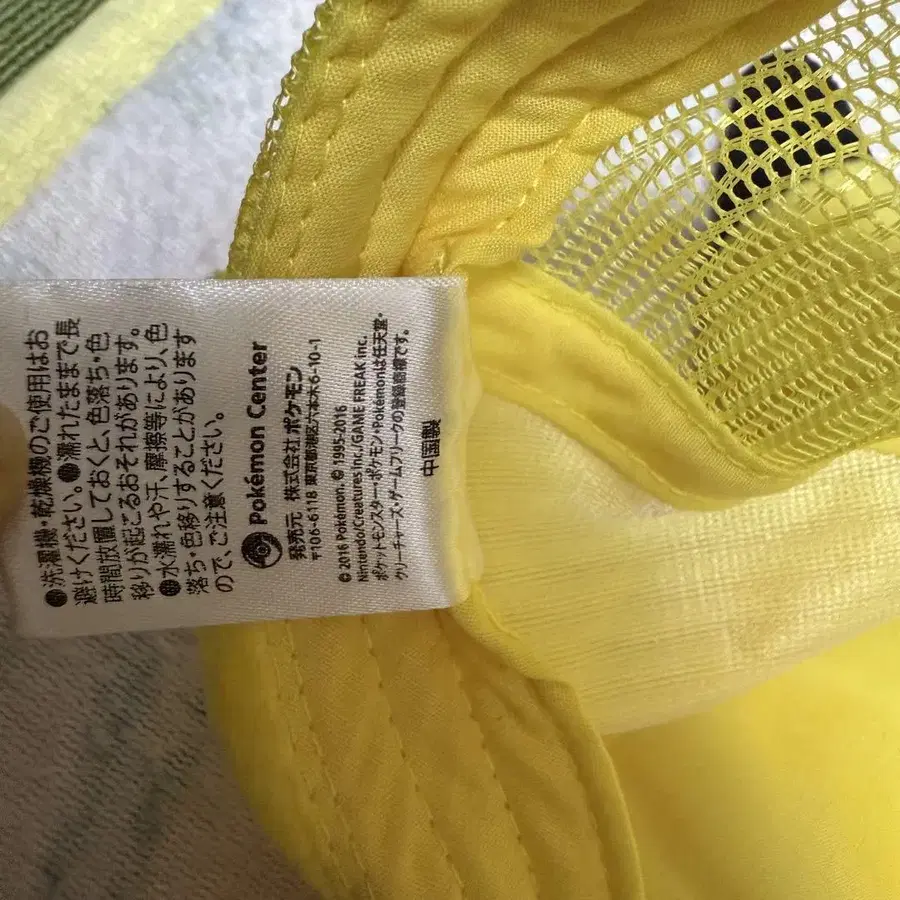 ●洗濯機・乾燥機のご使用はお
避けください。●濡れたままで長
時間放置しておくと、色落ち・色
移りが起こるおそれがあります。
●水濡れや汗、摩擦等により、色
落ち・色移りすることがあります
ので、ご注意ください。
Pokémon Center
発売元 株式会社ポケモン
〒106-6118 東京都港区六本木6-10-1
©2016 Pokémon. ©1995-2016
Nintendo/Creatures inc./GAME FREAK inc.
ポケットモンスター・ポケモン・Pokémonは任天堂・
クリーチャーズ・ゲームフリークの登録商標です。
中国製